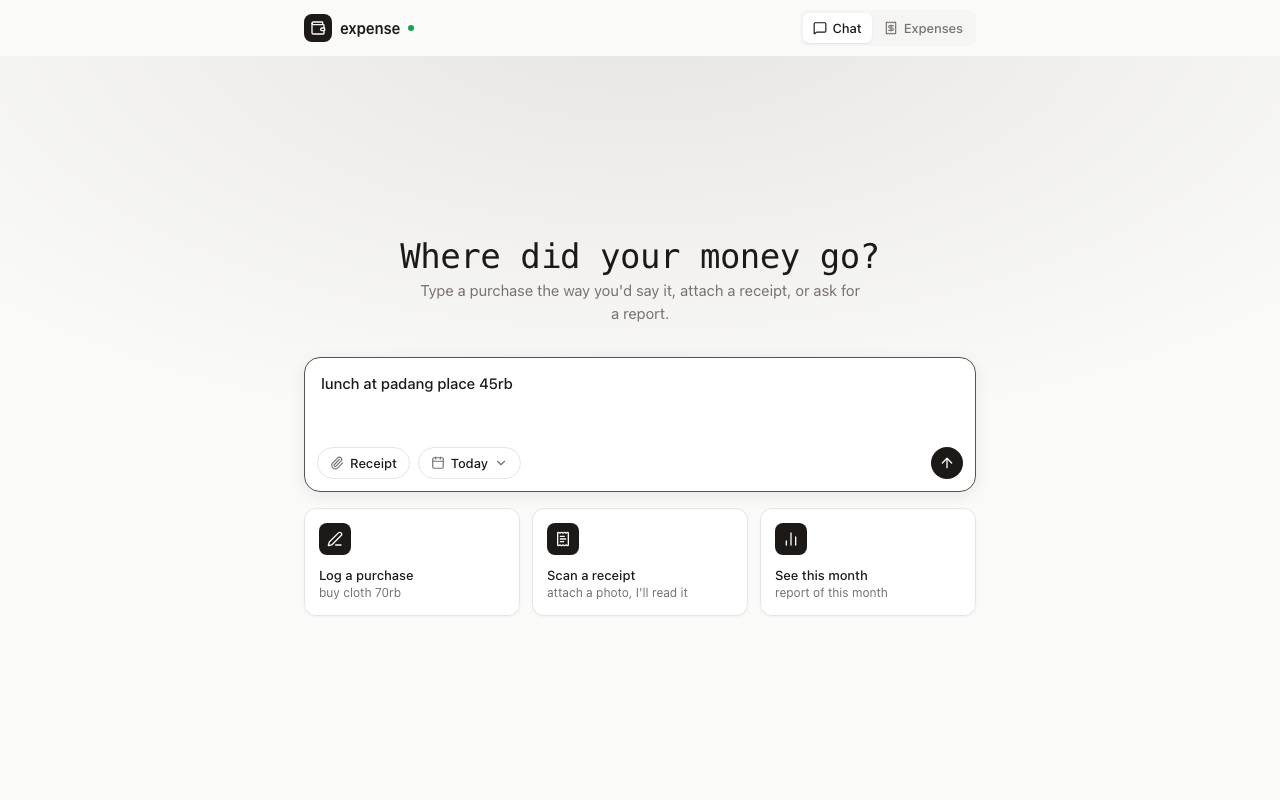 expense
Chat
Expenses
Where did your money go?
Type a purchase the way you'd say it, attach a receipt, or ask for
a report.
lunch at padang place 45rb
Receipt
Today
Log a purchase
buy cloth 70rb
Scan a receipt
attach a photo, I'll read it
See this month
report of this month